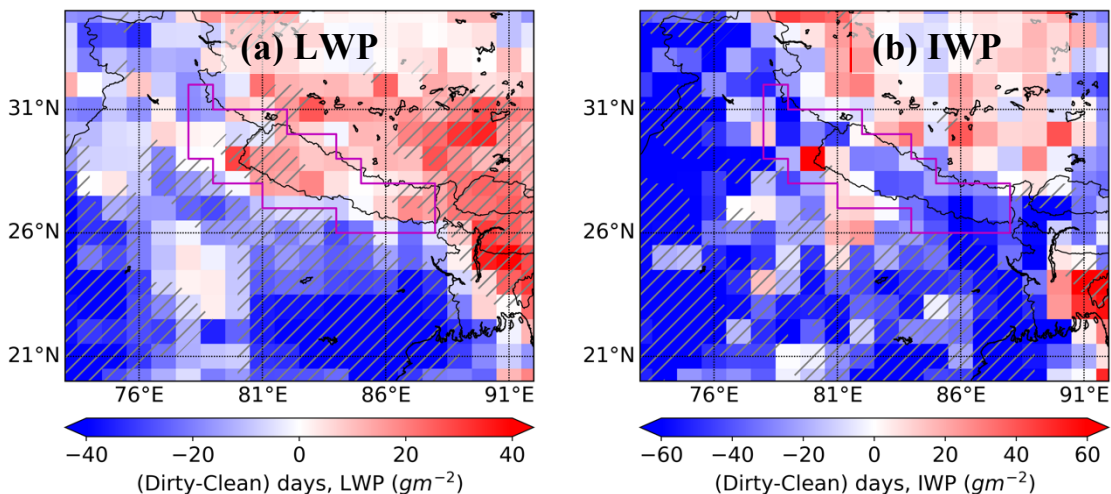 (a) LWP
(b) IWP
31°N
26°N
21°N
76°E 81°E 86°E 91°E
−40 −20 0 20 40
(Dirty-Clean) days, LWP (gm⁻²)
31°N
26°N
21°N
76°E 81°E 86°E 91°E
−60 −40 −20 0 20 40 60
(Dirty-Clean) days, IWP (gm⁻²)